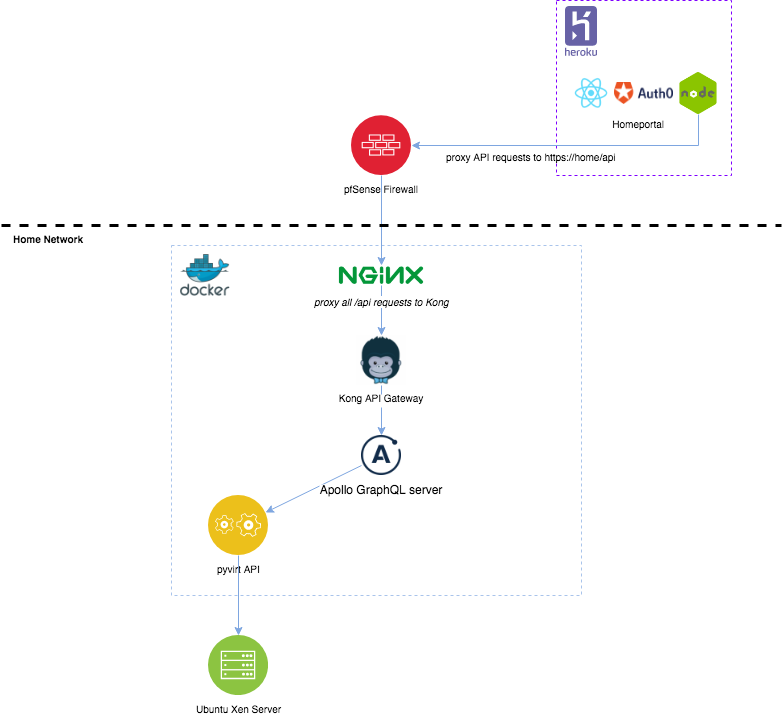 heroku
Auth0
node
Homeportal
proxy API requests to https://home/api
pfSense Firewall
Home Network
docker
NGINX
proxy all /api requests to Kong
Kong API Gateway
A
Apollo GraphQL server
pyvirt API
Ubuntu Xen Server